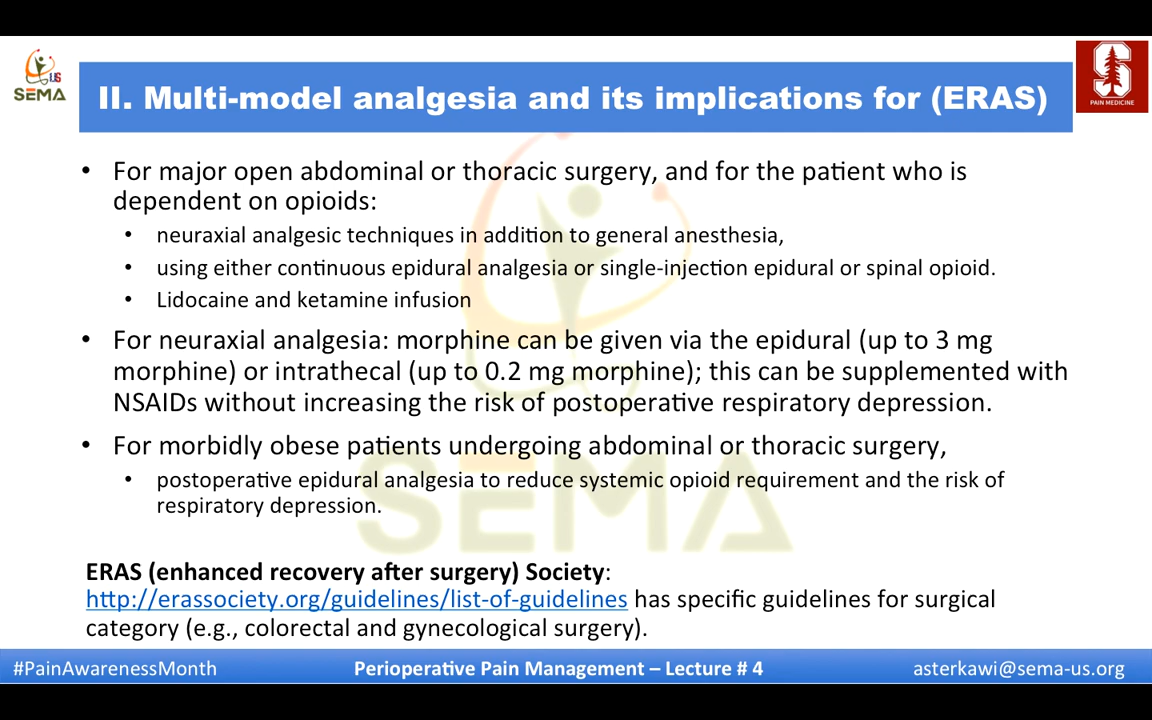 US
SEMA
II. Multi-model analgesia and its implications for (ERAS)
S
PAIN MEDICINE
• For major open abdominal or thoracic surgery, and for the patient who is
dependent on opioids:
• neuraxial analgesic techniques in addition to general anesthesia,
• using either continuous epidural analgesia or single-injection epidural or spinal opioid.
• Lidocaine and ketamine infusion
• For neuraxial analgesia: morphine can be given via the epidural (up to 3 mg
morphine) or intrathecal (up to 0.2 mg morphine); this can be supplemented with
NSAIDs without increasing the risk of postoperative respiratory depression.
• For morbidly obese patients undergoing abdominal or thoracic surgery,
• postoperative epidural analgesia to reduce systemic opioid requirement and the risk of
respiratory depression.
SEMA
ERAS (enhanced recovery after surgery) Society:
http://erassociety.org/guidelines/list-of-guidelines has specific guidelines for surgical
category (e.g., colorectal and gynecological surgery).
#PainAwarenessMonth
Perioperative Pain Management – Lecture # 4
asterkawi@sema-us.org